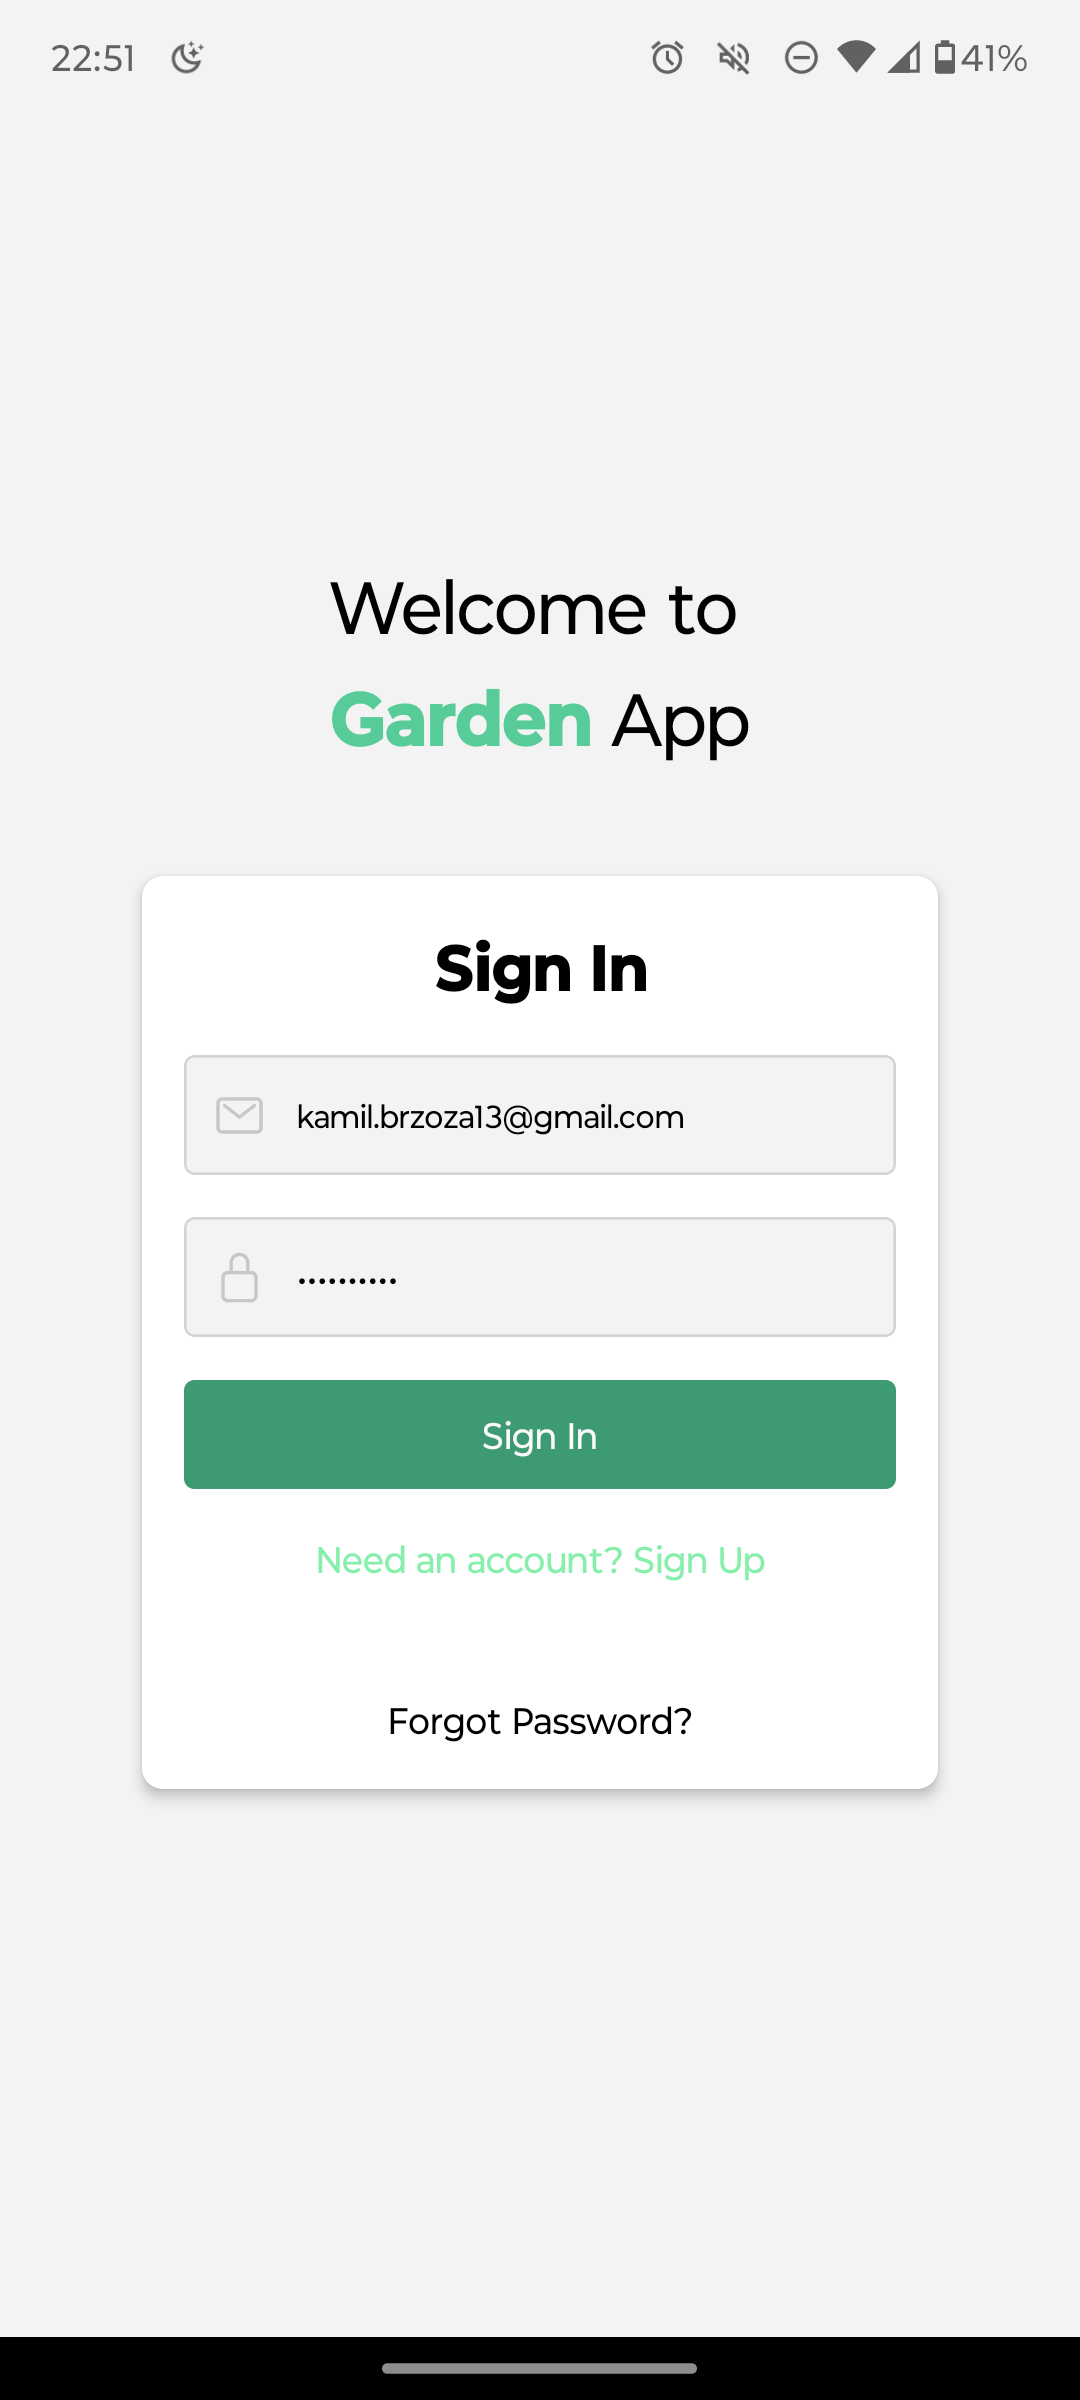 22:51 41%
Welcome to
Garden App
Sign In
kamil.brzoza13@gmail.com
••••••••••
Sign In
Need an account? Sign Up
Forgot Password?